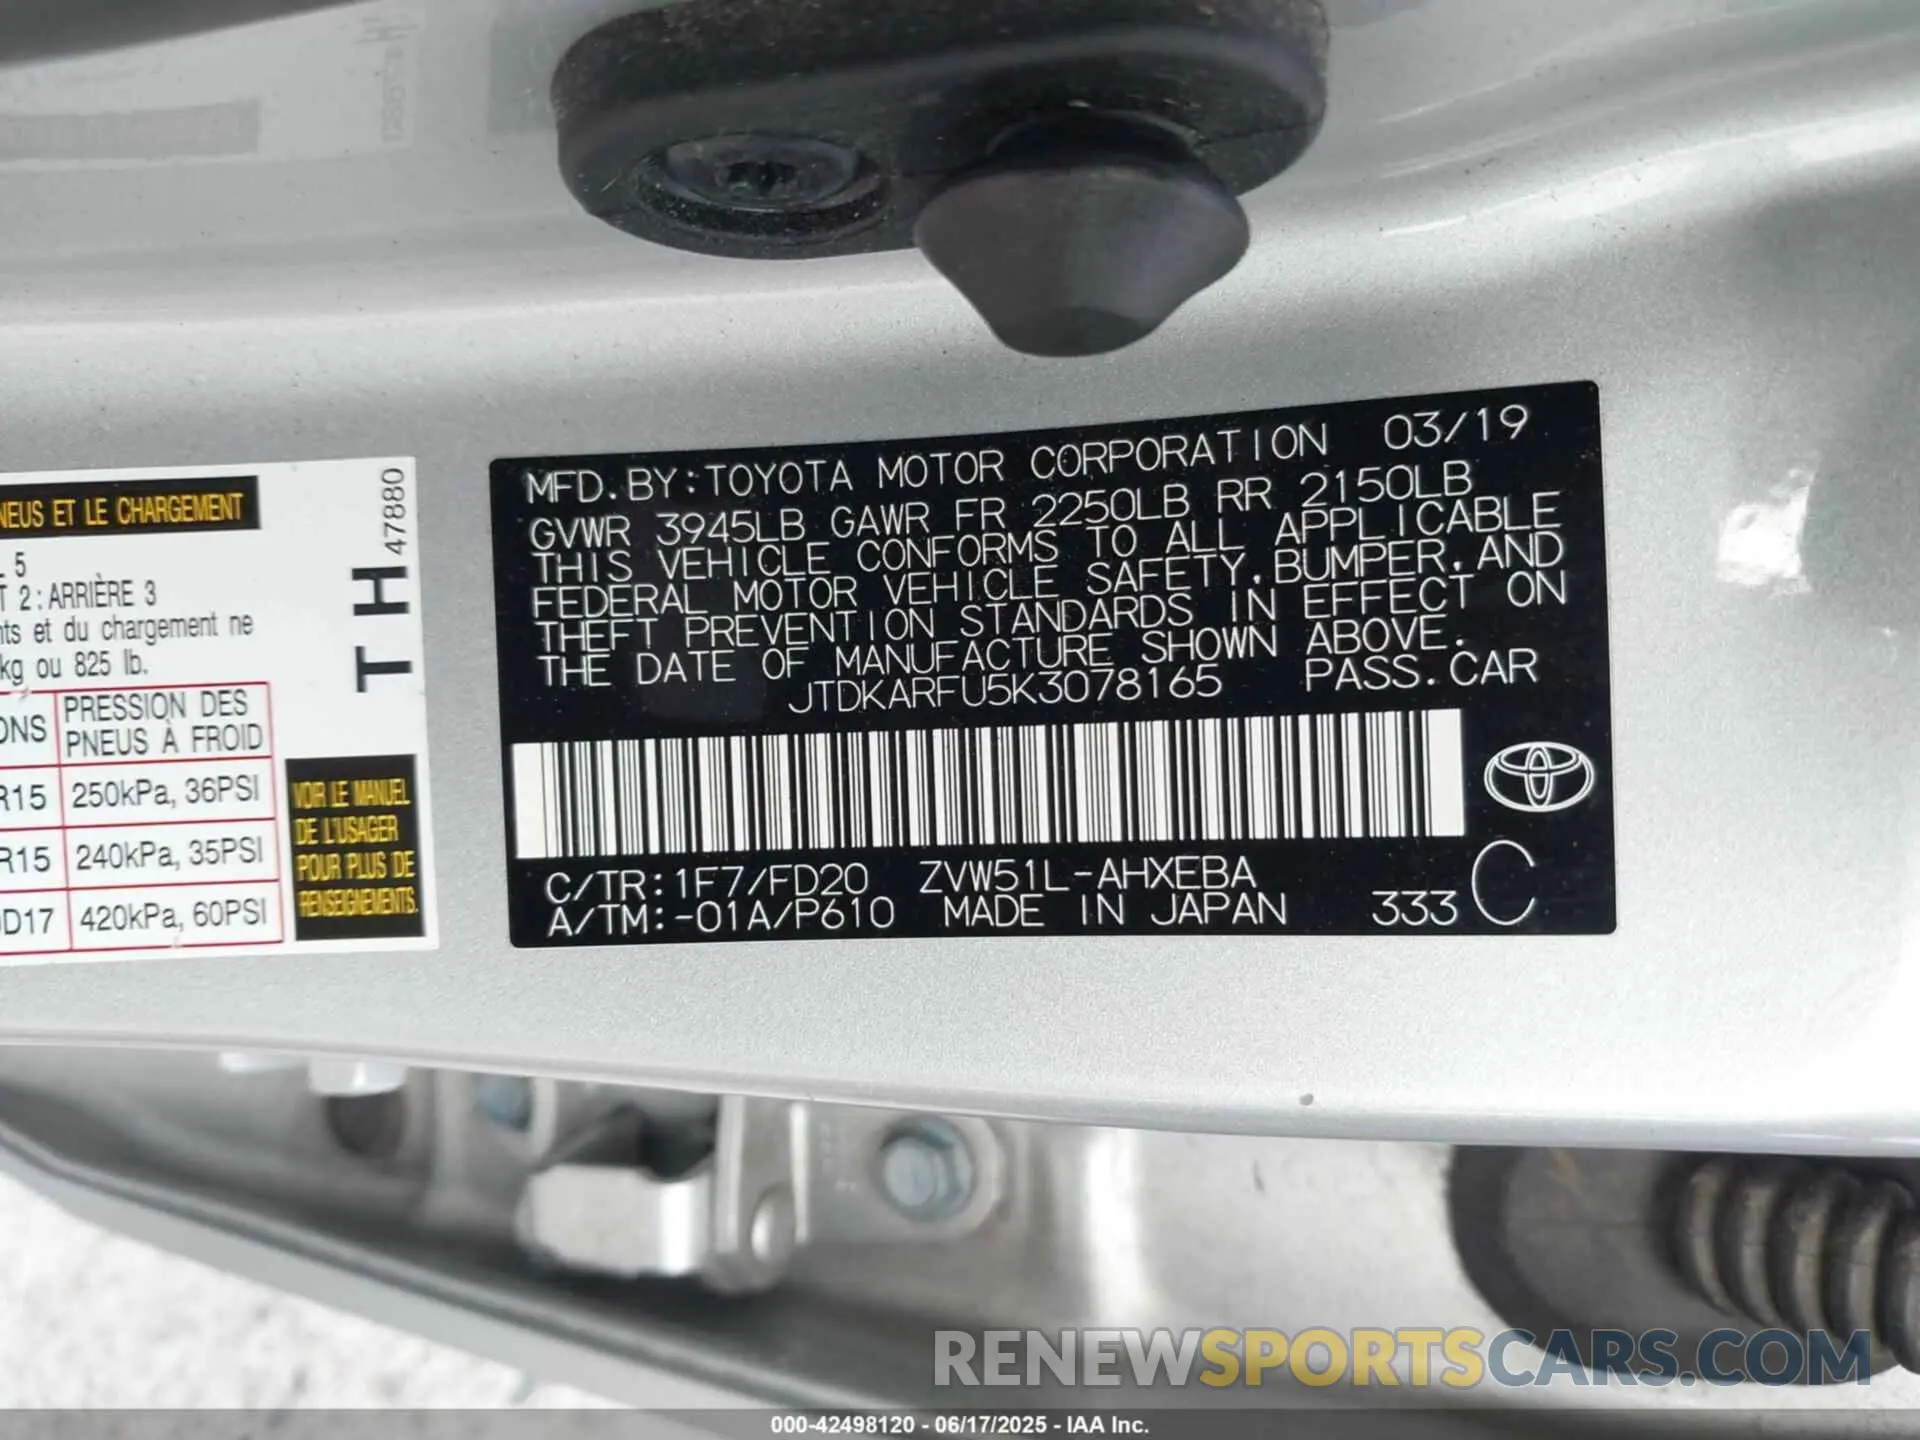 MFD.BY:TOYOTA MOTOR CORPORATION 03/19
GVWR 3945LB GAWR FR 2250LB RR 2150LB
THIS VEHICLE CONFORMS TO ALL APPLICABLE
FEDERAL MOTOR VEHICLE SAFETY,BUMPER,AND
THEFT PREVENTION STANDARDS IN EFFECT ON
THE DATE OF MANUFACTURE SHOWN ABOVE.
JTDKARFU5K3078165 PASS.CAR
C/TR:1F7/FD20 ZVW51L-AHXEBA
A/TM:-01A/P610 MADE IN JAPAN 333 C
NEUS ET LE CHARGEMENT
5
2:ARRIÈRE 3
et du chargement ne
kg ou 825 lb.
PRESSION DES
PNEUS À FROID
R15 250kPa, 36PSI
R15 240kPa, 35PSI
D17 420kPa, 60PSI
TH 47880
VOIR LE MANUEL
DE L'USAGER
POUR PLUS DE
RENSEIGNEMENTS.
RENEWSPORTSCARS.COM
000-42498120 - 06/17/2025 - IAA Inc.